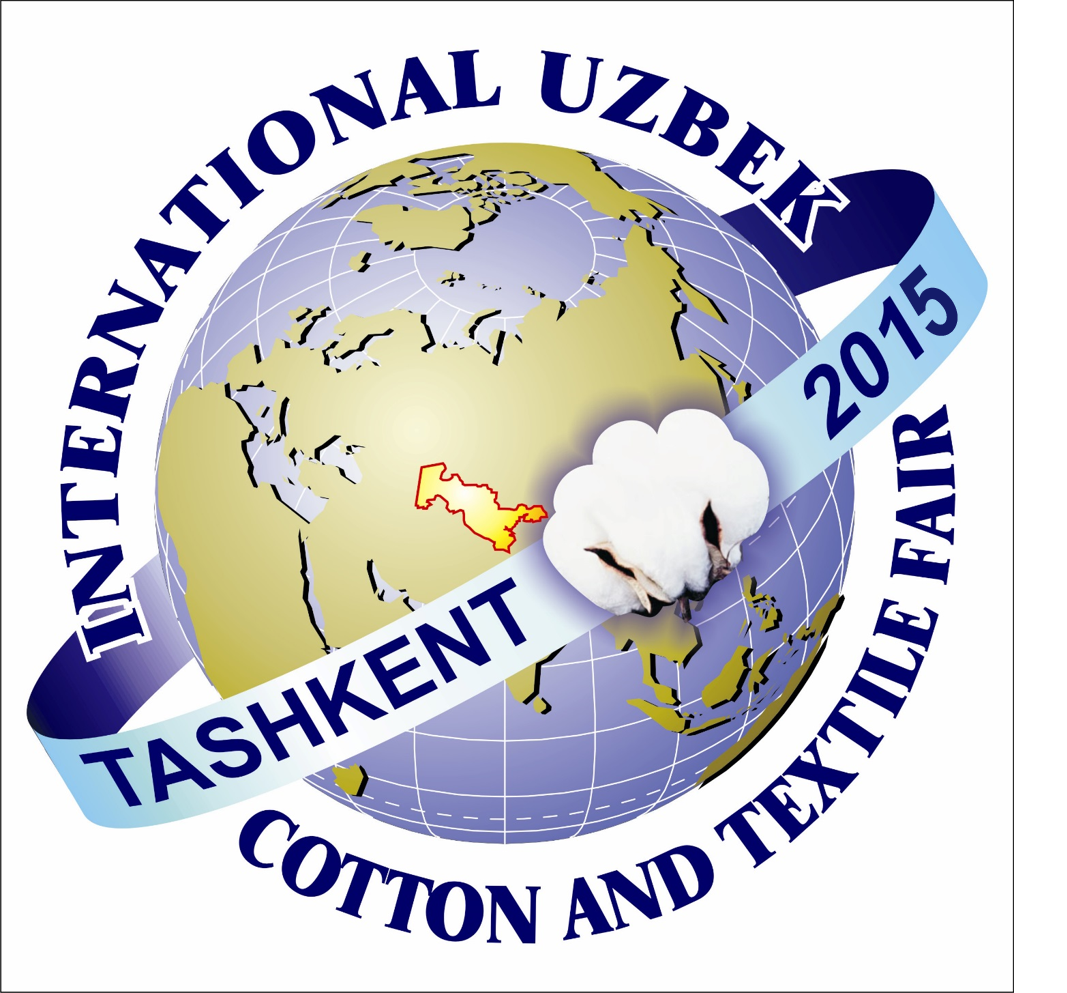 INTERNATIONAL UZBEK
COTTON AND TEXTILE FAIR
TASHKENT 2015